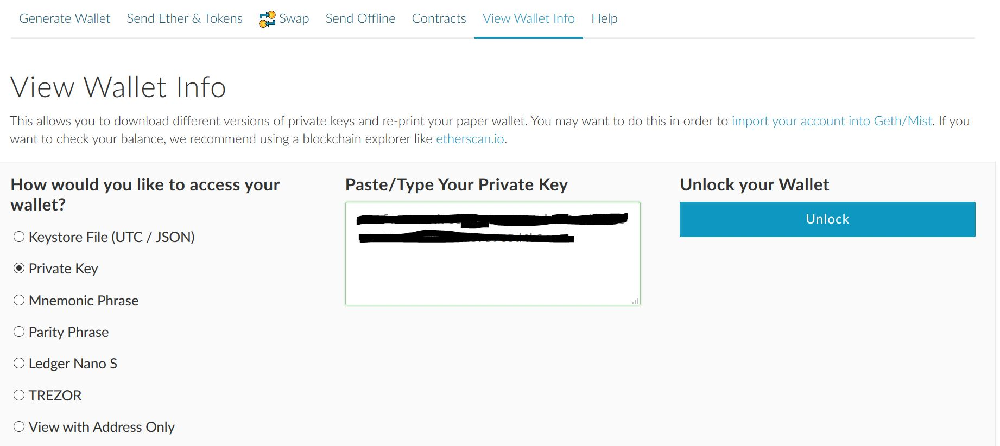 Generate Wallet Send Ether & Tokens Swap Send Offline Contracts View Wallet Info Help
View Wallet Info
This allows you to download different versions of private keys and re-print your paper wallet. You may want to do this in order to import your account into Geth/Mist. If you
want to check your balance, we recommend using a blockchain explorer like etherscan.io.
How would you like to access your
wallet?
Keystore File (UTC / JSON)
Private Key
Mnemonic Phrase
Parity Phrase
Ledger Nano S
TREZOR
View with Address Only
Paste/Type Your Private Key
Unlock your Wallet
Unlock